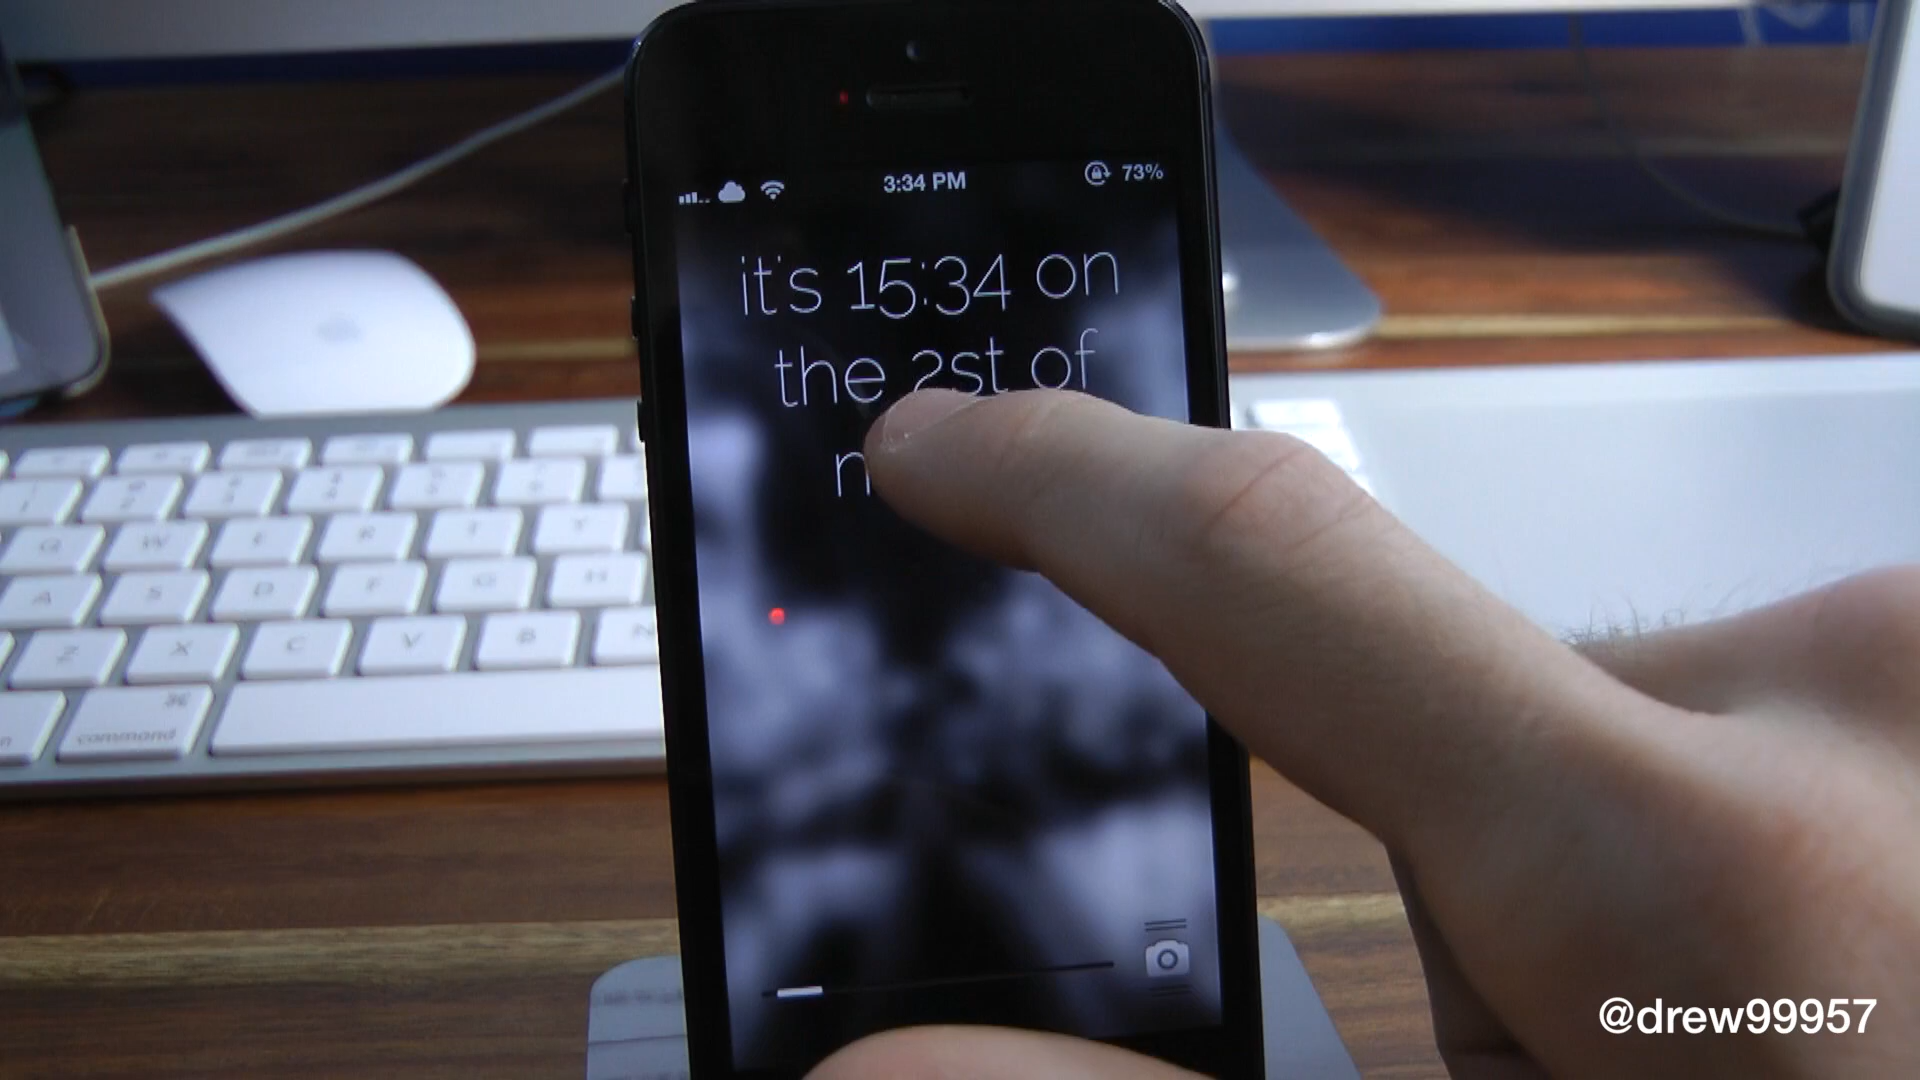 3:34 PM
73%
it's 15:34 on
the 2st of
Q W E R T Y
A S D F G H
Z X C V B N
command
@drew99957